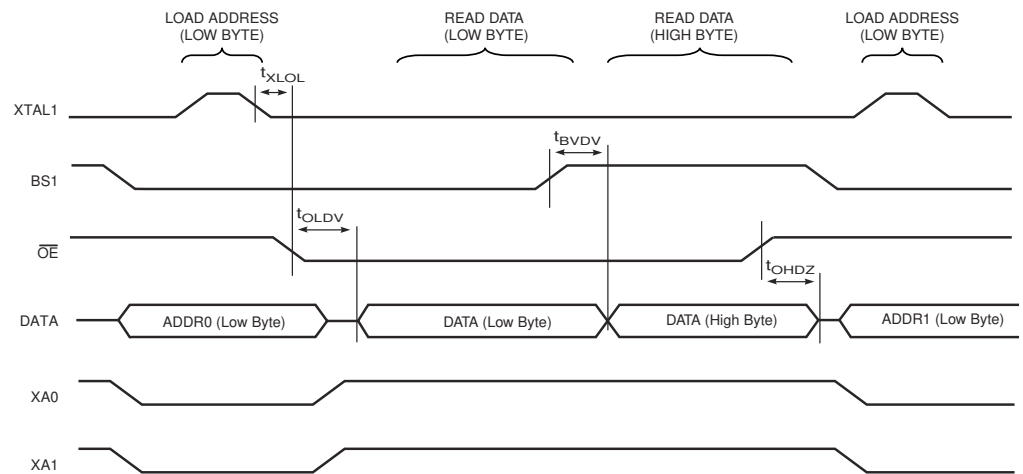 LOAD ADDRESS
(LOW BYTE)
READ DATA
(LOW BYTE)
READ DATA
(HIGH BYTE)
LOAD ADDRESS
(LOW BYTE)
tXLOL
XTAL1
tBVDV
BS1
tOLDV
OE
tOHDZ
DATA
ADDR0 (Low Byte)
DATA (Low Byte)
DATA (High Byte)
ADDR1 (Low Byte)
XA0
XA1